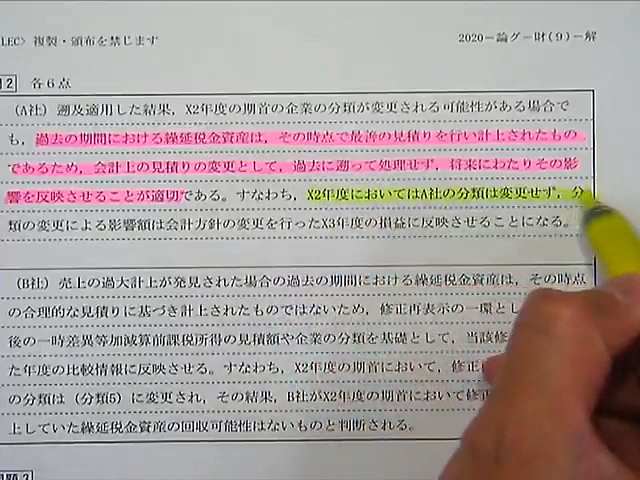 LEC> 複製・頒布を禁じます
2020－論グ－財(9)－解
2 各6点
(A社) 遡及適用した結果，X2年度の期首の企業の分類が変更される可能性がある場合で
も，過去の期間における繰延税金資産は，その時点で最善の見積りを行い計上されたもの
であるため，会計上の見積りの変更として，過去に遡って処理せず，将来にわたりその影
響を反映させることが適切である。すなわち，X2年度においてはA社の分類は変更せず，分
類の変更による影響額は会計方針の変更を行ったX3年度の損益に反映させることになる。
(B社) 売上の過大計上が発見された場合の過去の期間における繰延税金資産は，その時点
の合理的な見積りに基づき計上されたものではないため，修正再表示の一環とし
後の一時差異等加減算前課税所得の見積額や企業の分類を基礎として，当該修
た年度の比較情報に反映させる。すなわち，X2年度の期首において，修正
の分類は（分類5）に変更され，その結果，B社がX2年度の期首において修正
上していた繰延税金資産の回収可能性はないものと判断される。